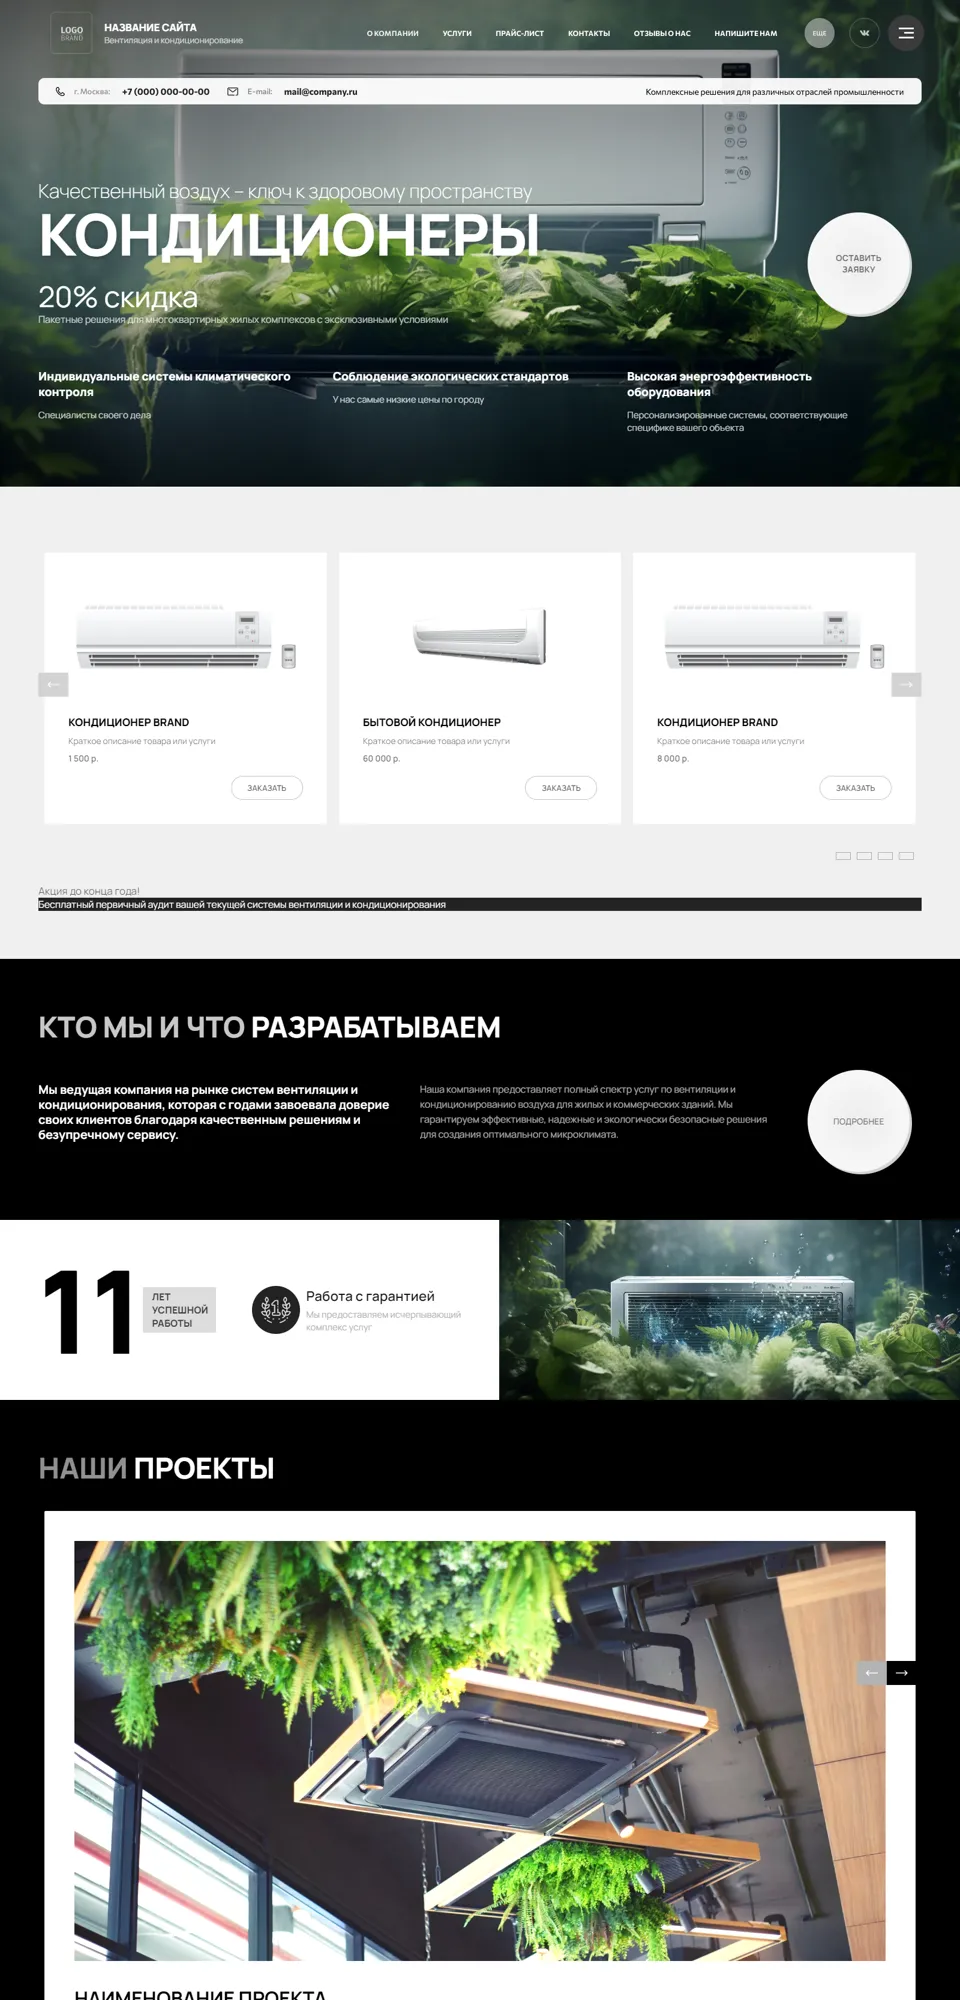 LOGO
BRAND
НАЗВАНИЕ САЙТА
Вентиляция и кондиционирование
О КОМПАНИИ
УСЛУГИ
ПРАЙС-ЛИСТ
КОНТАКТЫ
ОТЗЫВЫ О НАС
НАПИШИТЕ НАМ
ЕЩЕ
г. Москва:
+7 (000) 000-00-00
E-mail:
mail@company.ru
Комплексные решения для различных отраслей промышленности
Качественный воздух – ключ к здоровому пространству
КОНДИЦИОНЕРЫ
20% скидка
Пакетные решения для многоквартирных жилых комплексов с эксклюзивными условиями
ОСТАВИТЬ
ЗАЯВКУ
Индивидуальные системы климатического
контроля
Специалисты своего дела
Соблюдение экологических стандартов
У нас самые низкие цены по городу
Высокая энергоэффективность
оборудования
Персонализированные системы, соответствующие
специфике вашего объекта
КОНДИЦИОНЕР BRAND
Краткое описание товара или услуги
1 500 р.
ЗАКАЗАТЬ
БЫТОВОЙ КОНДИЦИОНЕР
Краткое описание товара или услуги
60 000 р.
ЗАКАЗАТЬ
КОНДИЦИОНЕР BRAND
Краткое описание товара или услуги
8 000 р.
ЗАКАЗАТЬ
Акция до конца года!
Бесплатный первичный аудит вашей текущей системы вентиляции и кондиционирования
КТО МЫ И ЧТО РАЗРАБАТЫВАЕМ
Мы ведущая компания на рынке систем вентиляции и
кондиционирования, которая с годами завоевала доверие
своих клиентов благодаря качественным решениям и
безупречному сервису.
Наша компания предоставляет полный спектр услуг по вентиляции и
кондиционированию воздуха для жилых и коммерческих зданий. Мы
гарантируем эффективные, надежные и экологически безопасные решения
для создания оптимального микроклимата.
ПОДРОБНЕЕ
11
ЛЕТ
УСПЕШНОЙ
РАБОТЫ
1
Работа с гарантией
Мы предоставляем исчерпывающий
комплекс услуг
НАШИ ПРОЕКТЫ
НАИМЕНОВАНИЕ ПРОЕКТА